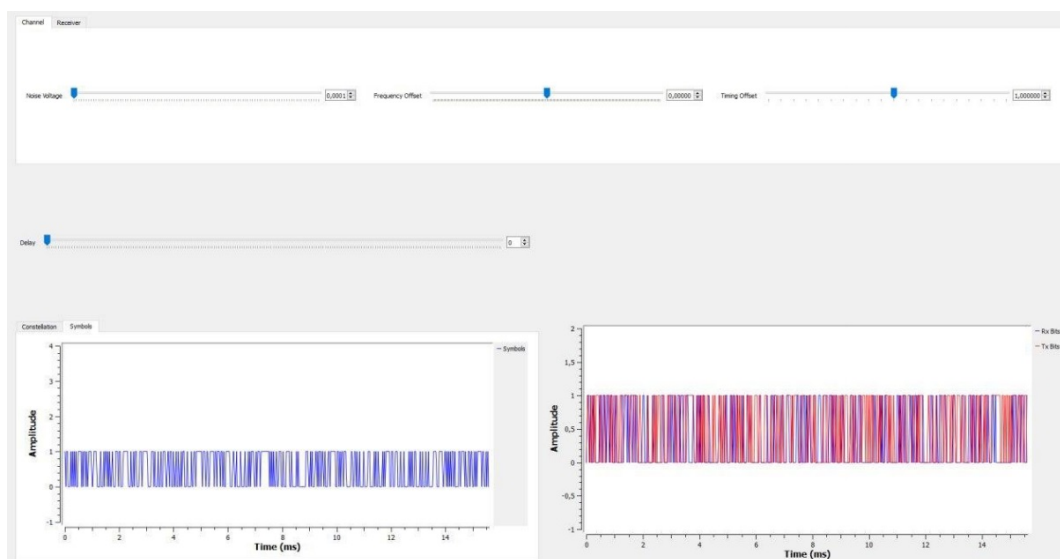 Channel Receiver
Noise Voltage 0,0001 Frequency Offset 0,00000 Timing Offset 1,000000
Delay 0
Constellation Symbols
4
3
2
1
0
-1
Amplitude
0 2 4 6 8 10 12 14
Time (ms)
Symbols
2
1,5
1
0,5
0
-0,5
-1
Amplitude
0 2 4 6 8 10 12 14
Time (ms)
Rx Bits
Tx Bits